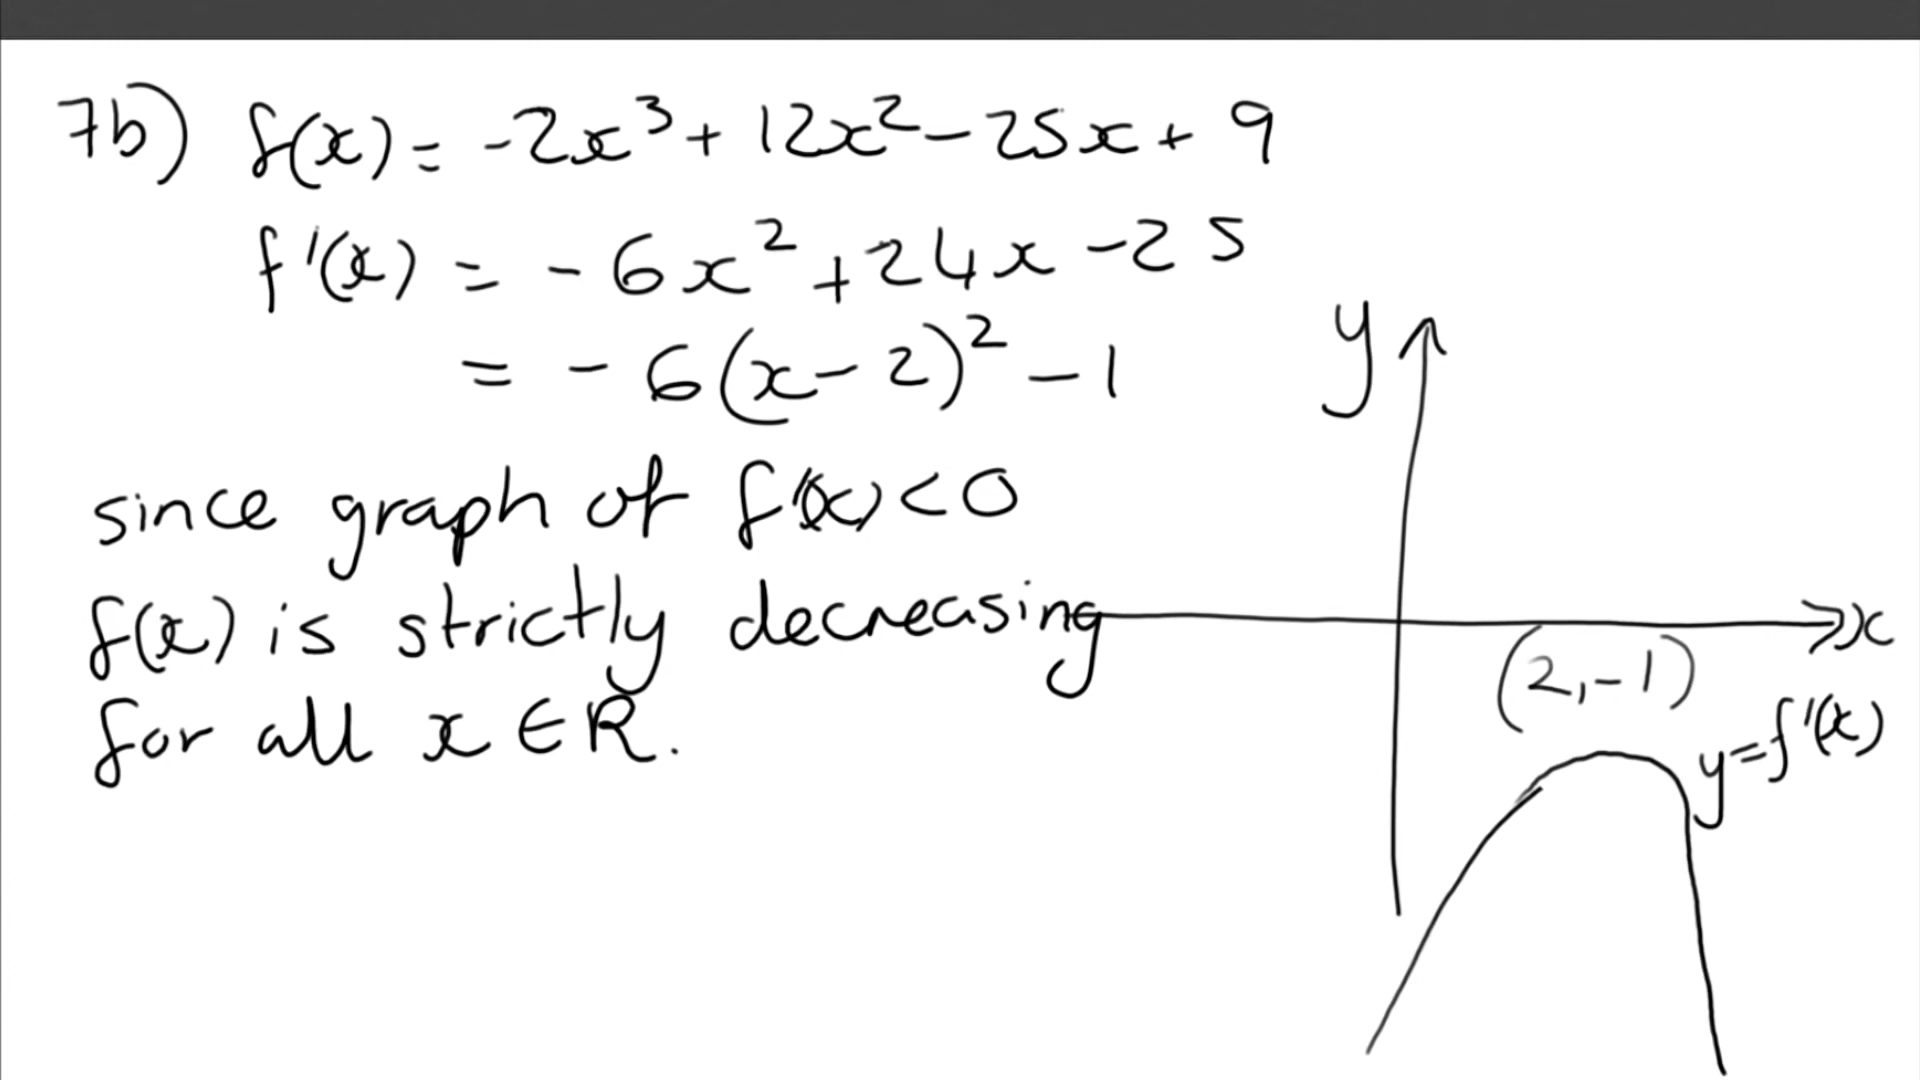 7b) f(x) = -2x³ + 12x² - 25x + 9
f'(x) = - 6x² + 24x - 25
= - 6(x - 2)² - 1
since graph of f'(x) < 0
f(x) is strictly decreasing
for all x ∈ R.
y
x
(2, -1)
y = f'(x)